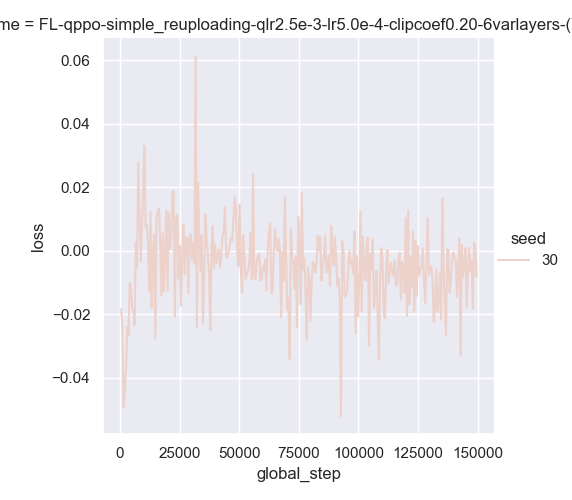 me = FL-qppo-simple_reuploading-qlr2.5e-3-lr5.0e-4-clipcoef0.20-6varlayers-(
0.06
0.04
0.02
0.00
−0.02
−0.04
loss
0 25000 50000 75000 100000 125000 150000
global_step
seed
30